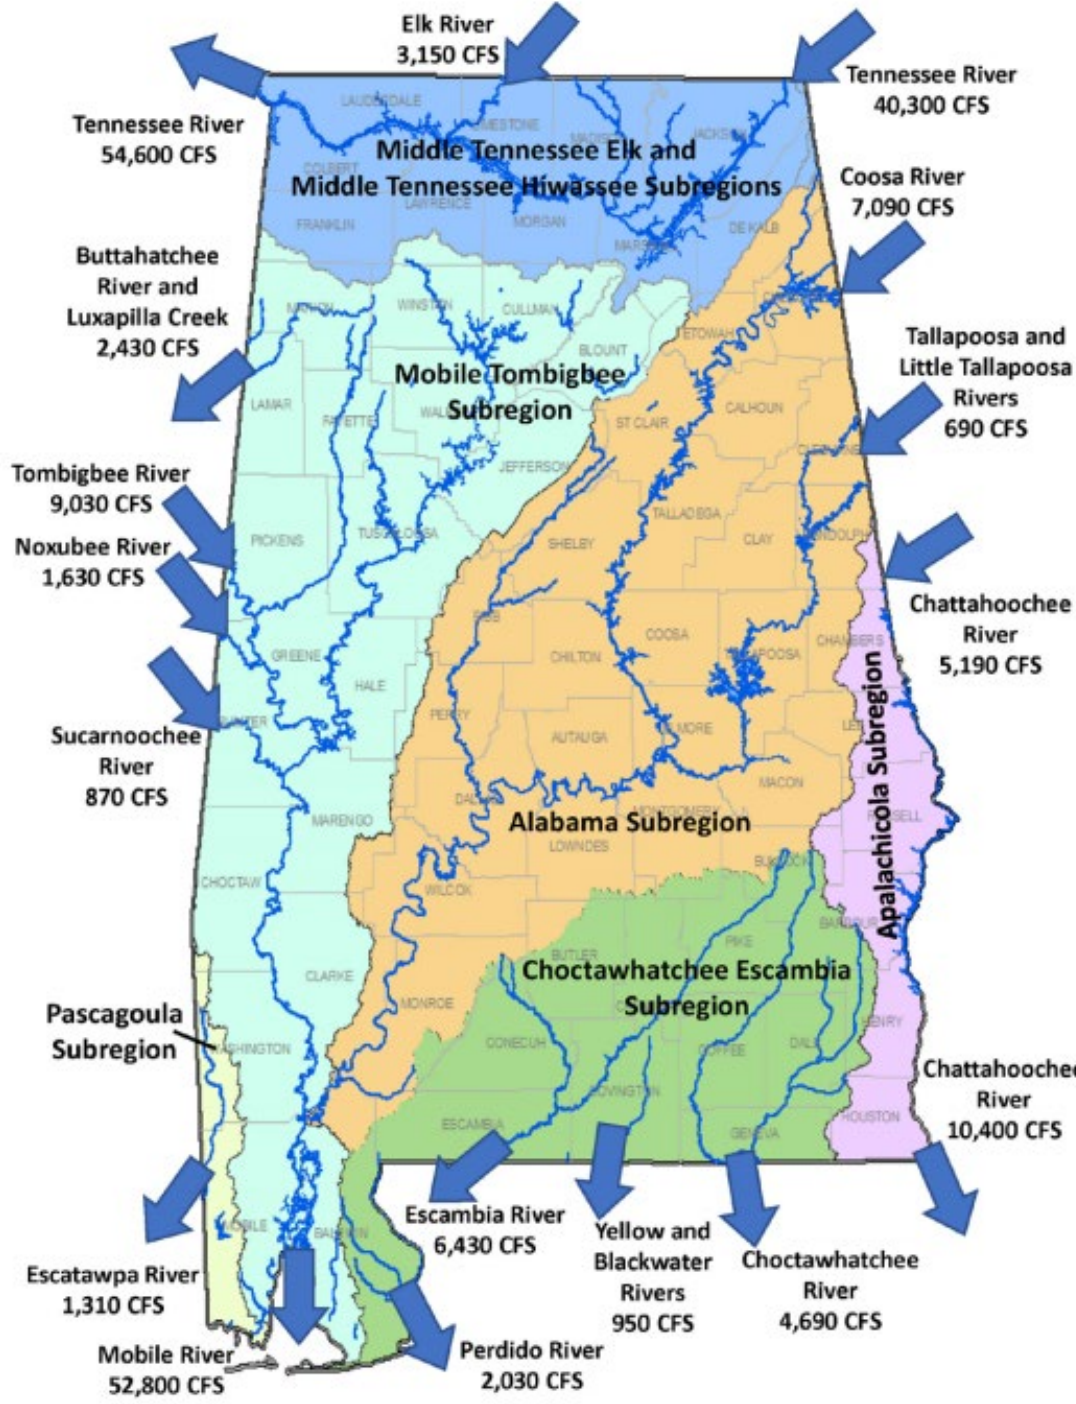 Elk River
3,150 CFS
Tennessee River
40,300 CFS
Tennessee River
54,600 CFS
LAUDERDALE
LIMESTONE
MADISON
JACKSON
Middle Tennessee Elk and
Middle Tennessee Hiwassee Subregions
COLBERT
LAWRENCE
FRANKLIN
MORGAN
MARSHALL
DE KALB
Coosa River
7,090 CFS
Buttahatchee
River and
Luxapilla Creek
2,430 CFS
MARION
WINSTON
CULLMAN
ETOWAH
BLOUNT
Tallapoosa and
Little Tallapoosa
Rivers
690 CFS
Mobile Tombigbee
Subregion
LAMAR
FAYETTE
WALKER
ST CLAIR
CALHOUN
CLEBURNE
JEFFERSON
Tombigbee River
9,030 CFS
Noxubee River
1,630 CFS
PICKENS
TUSCALOOSA
SHELBY
TALLADEGA
CLAY
RANDOLPH
Chattahoochee
River
5,190 CFS
BIBB
GREENE
HALE
CHILTON
COOSA
TALLAPOOSA
CHAMBERS
Sucarnoochee
River
870 CFS
SUMTER
PERRY
AUTAUGA
ELMORE
LEE
MACON
Apalachicola Subregion
MARENGO
DALLAS
MONTGOMERY
RUSSELL
Alabama Subregion
LOWNDES
BULLOCK
CHOCTAW
WILCOX
BARBOUR
PIKE
BUTLER
Choctawhatchee Escambia
Subregion
CLARKE
MONROE
Pascagoula
Subregion
WASHINGTON
CONECUH
COFFEE
DALE
HENRY
COVINGTON
ESCAMBIA
GENEVA
HOUSTON
Chattahoochee
River
10,400 CFS
MOBILE
BALDWIN
Escambia River
6,430 CFS
Yellow and
Blackwater
Rivers
950 CFS
Choctawhatchee
River
4,690 CFS
Escatawpa River
1,310 CFS
Mobile River
52,800 CFS
Perdido River
2,030 CFS